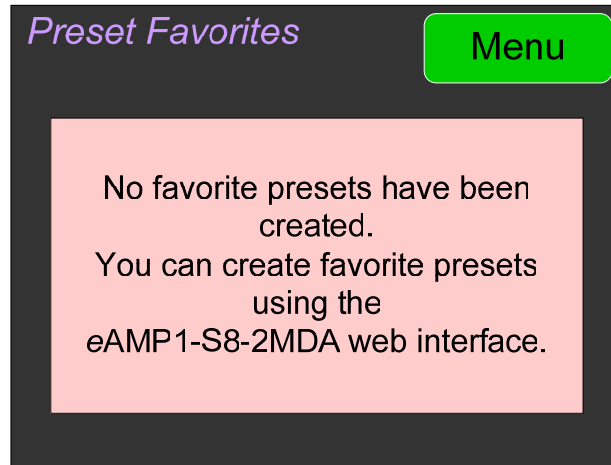 Preset Favorites
Menu
No favorite presets have been
created.
You can create favorite presets
using the
eAMP1-S8-2MDA web interface.